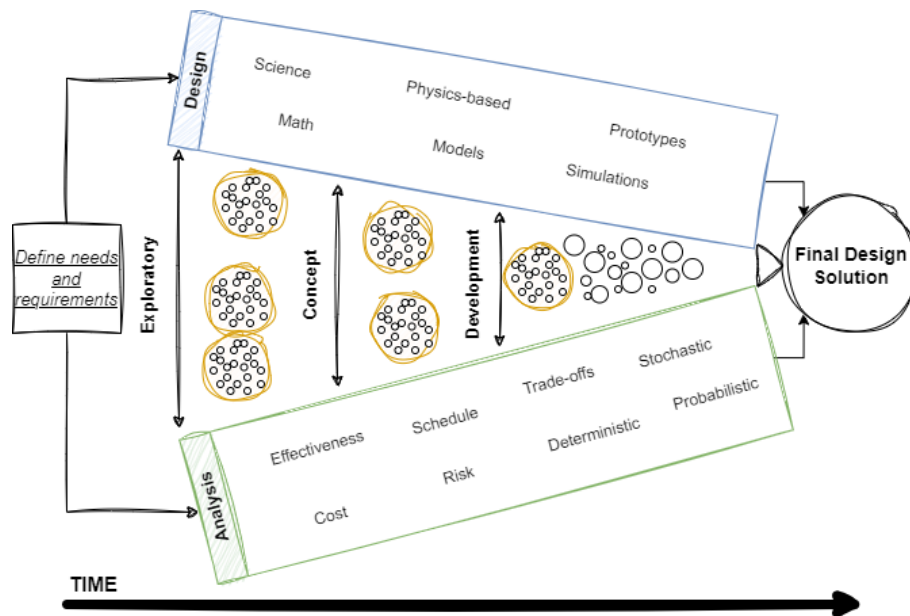 Design
Science
Physics-based
Prototypes
Math
Models
Simulations
Define needs
and
requirements
Exploratory
Concept
Development
Final Design
Solution
Analysis
Effectiveness
Schedule
Trade-offs
Stochastic
Cost
Risk
Deterministic
Probabilistic
TIME